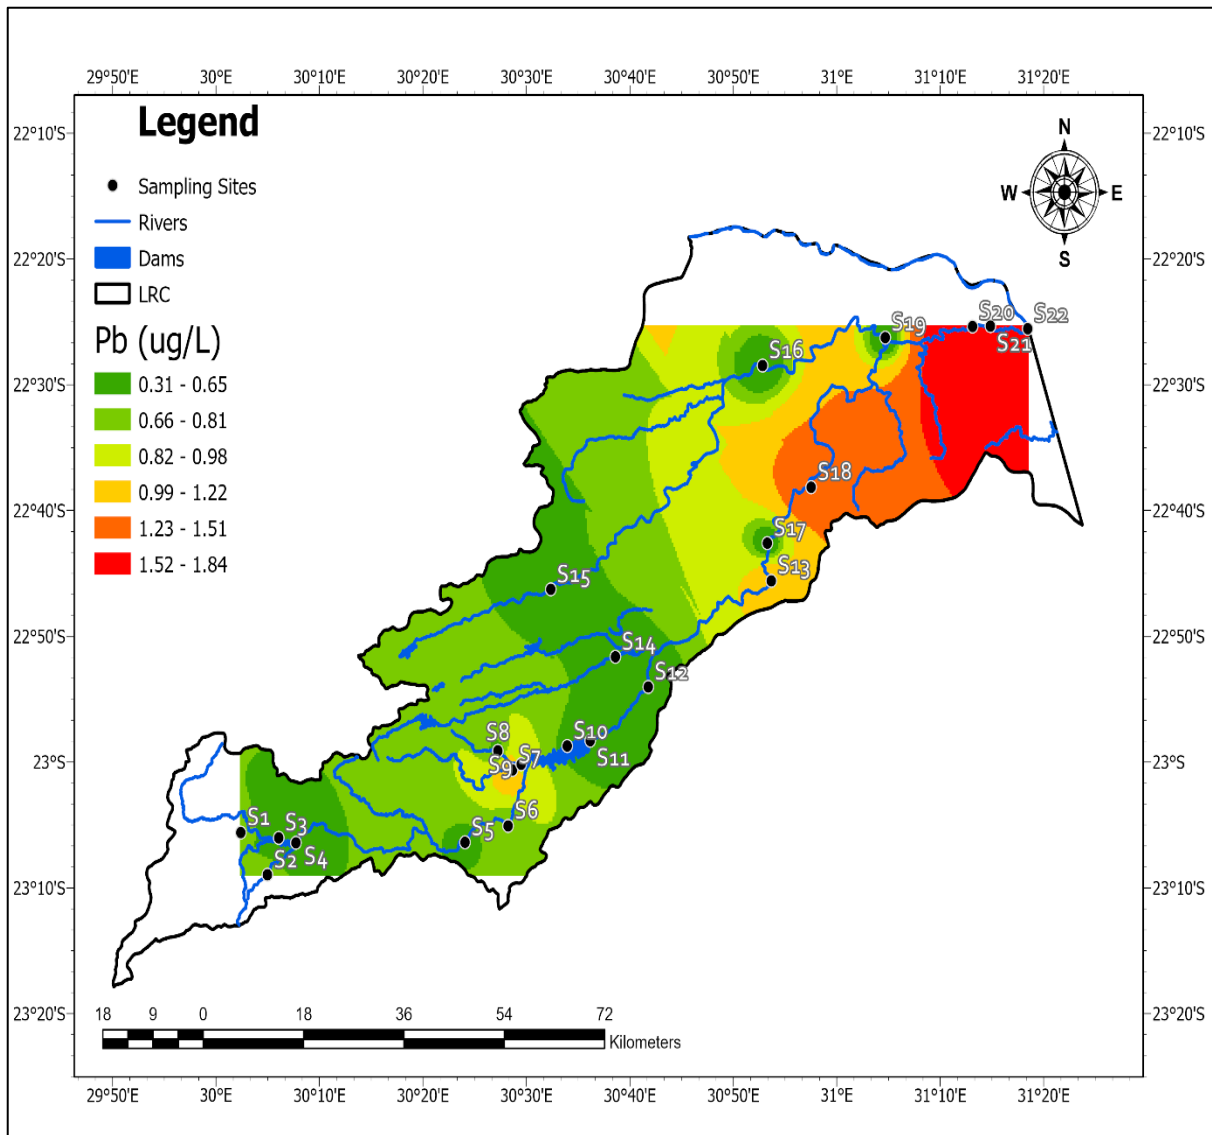 29°50'E 30°0'E 30°10'E 30°20'E 30°30'E 30°40'E 30°50'E 31°0'E 31°10'E 31°20'E
Legend
22°10'S 22°10'S
N
Sampling Sites
W E
Rivers
Dams
S
22°20'S 22°20'S
LRC
Pb (ug/L)
S19 S20 S22
S21
S16
0.31 - 0.65
22°30'S 22°30'S
0.66 - 0.81
0.82 - 0.98
S18
0.99 - 1.22
22°40'S 22°40'S
1.23 - 1.51
S17
1.52 - 1.84
S15 S13
22°50'S 22°50'S
S14
S12
S8 S10
S7
S9 S11
23°0'S 23°0'S
S6
S1 S3 S5
S2 S4
23°10'S 23°10'S
23°20'S 23°20'S
18 9 0 18 36 54 72
Kilometers
29°50'E 30°0'E 30°10'E 30°20'E 30°30'E 30°40'E 30°50'E 31°0'E 31°10'E 31°20'E